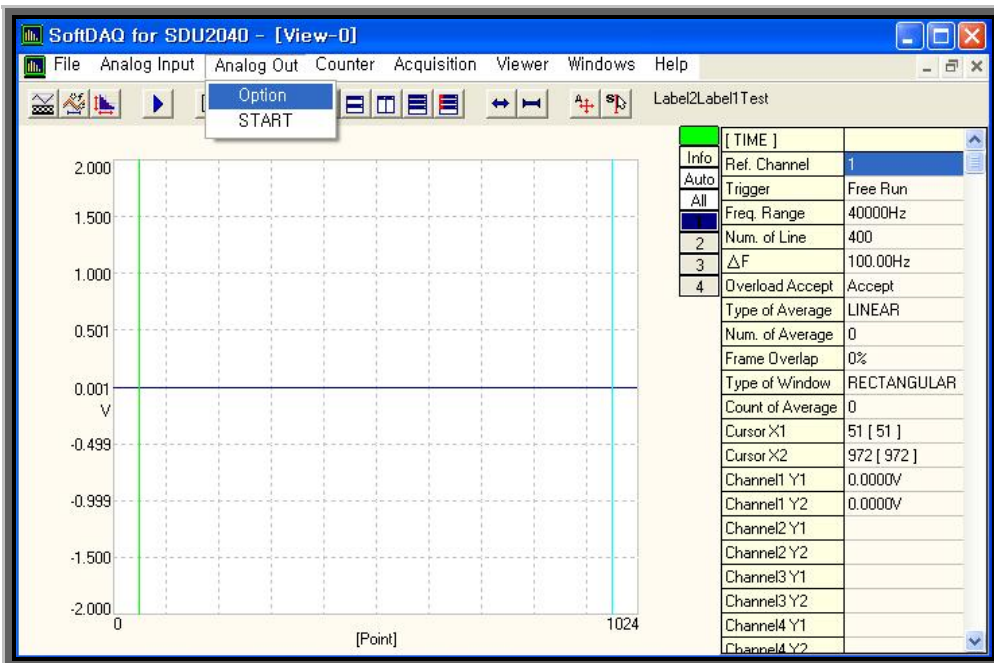 SoftDAQ for SDU2040 - [View-0]
File Analog Input Analog Out Counter Acquisition Viewer Windows Help
Option
START
Label2Label1Test
2.000
1.500
1.000
0.501
0.001
V
-0.499
-0.999
-1.500
-2.000
0
1024
[Point]
Info
Auto
All
1
2
3
4
[ TIME ]
Ref. Channel 1
Trigger Free Run
Freq. Range 40000Hz
Num. of Line 400
△F 100.00Hz
Overload Accept Accept
Type of Average LINEAR
Num. of Average 0
Frame Overlap 0%
Type of Window RECTANGULAR
Count of Average 0
Cursor X1 51 [ 51 ]
Cursor X2 972 [ 972 ]
Channel1 Y1 0.0000V
Channel1 Y2 0.0000V
Channel2 Y1
Channel2 Y2
Channel3 Y1
Channel3 Y2
Channel4 Y1
Channel4 Y2